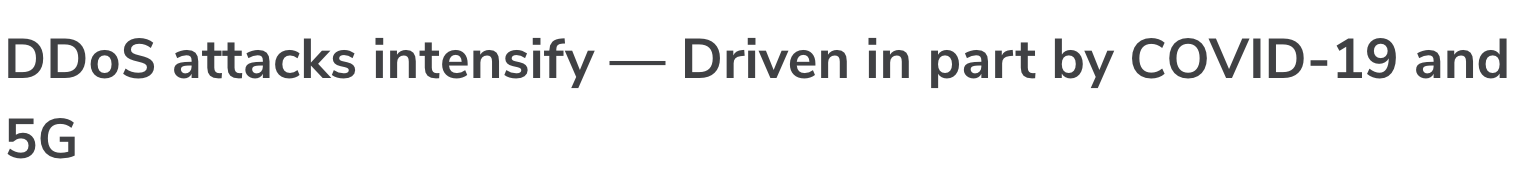 DDoS attacks intensify — Driven in part by COVID-19 and
5G